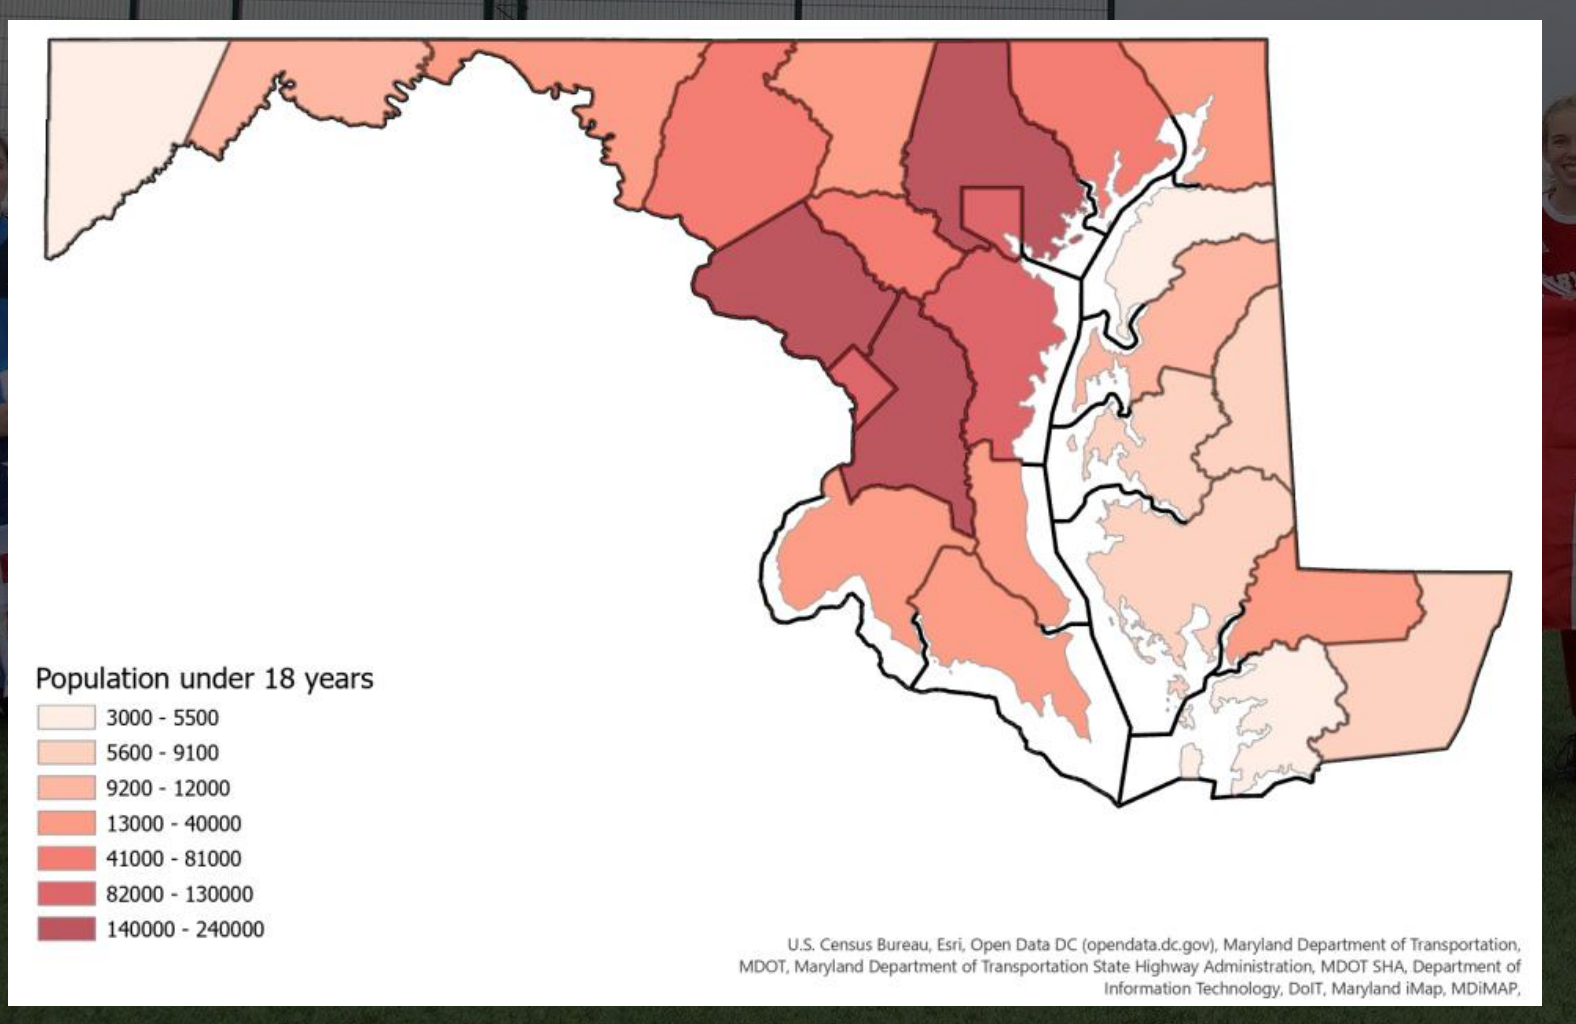 Population under 18 years
3000 - 5500
5600 - 9100
9200 - 12000
13000 - 40000
41000 - 81000
82000 - 130000
140000 - 240000
U.S. Census Bureau, Esri, Open Data DC (opendata.dc.gov), Maryland Department of Transportation,
MDOT, Maryland Department of Transportation State Highway Administration, MDOT SHA, Department of
Information Technology, DoIT, Maryland iMap, MDiMAP,